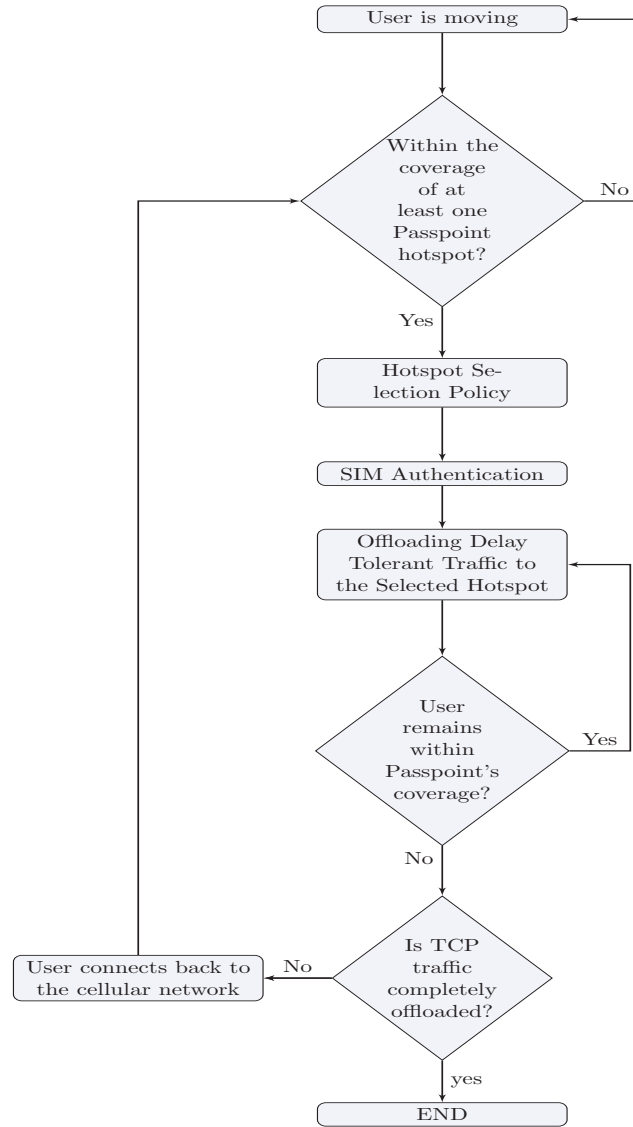 User is moving
Within the
coverage
of at
least one
Passpoint
hotspot?
No
Yes
Hotspot Se-
lection Policy
SIM Authentication
Offloading Delay
Tolerant Traffic to
the Selected Hotspot
User
remains
within
Passpoint's
coverage?
Yes
No
Is TCP
traffic
completely
offloaded?
No
User connects back to
the cellular network
yes
END